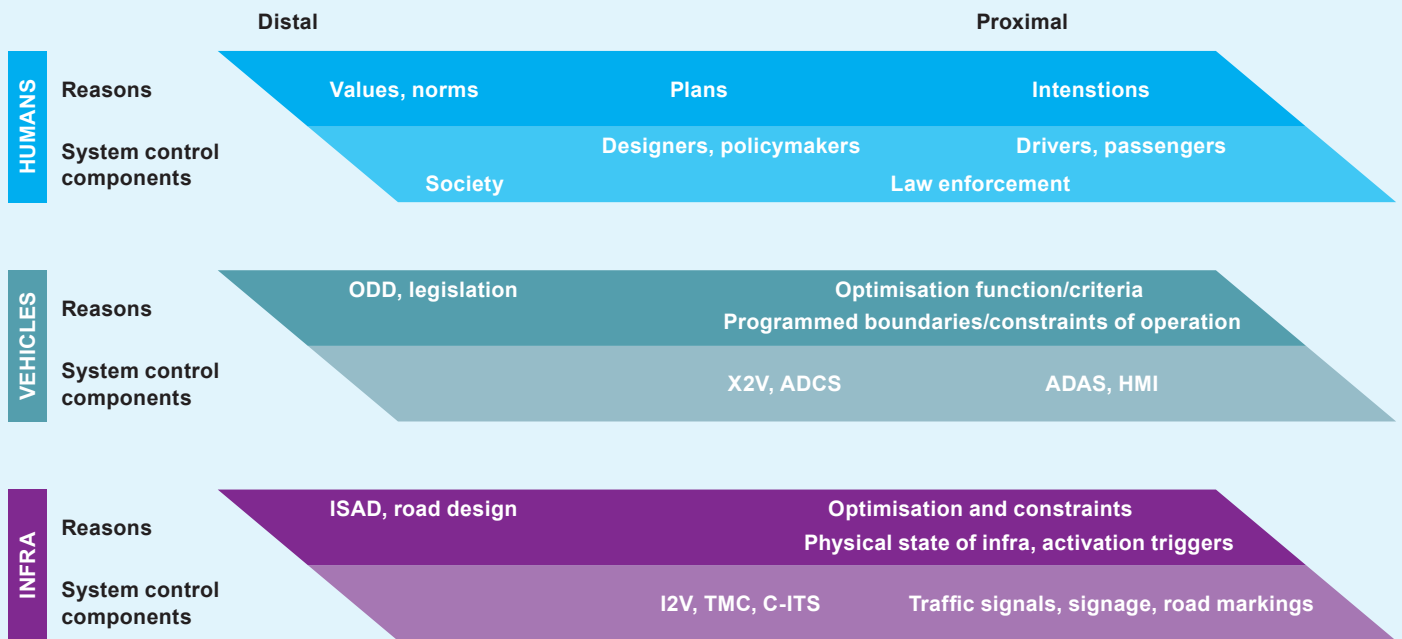 Distal
Proximal
HUMANS
Reasons
Values, norms
Plans
Intenstions
System control
components
Designers, policymakers
Drivers, passengers
Society
Law enforcement
VEHICLES
Reasons
ODD, legislation
Optimisation function/criteria
Programmed boundaries/constraints of operation
System control
components
X2V, ADCS
ADAS, HMI
INFRA
Reasons
ISAD, road design
Optimisation and constraints
Physical state of infra, activation triggers
System control
components
I2V, TMC, C-ITS
Traffic signals, signage, road markings